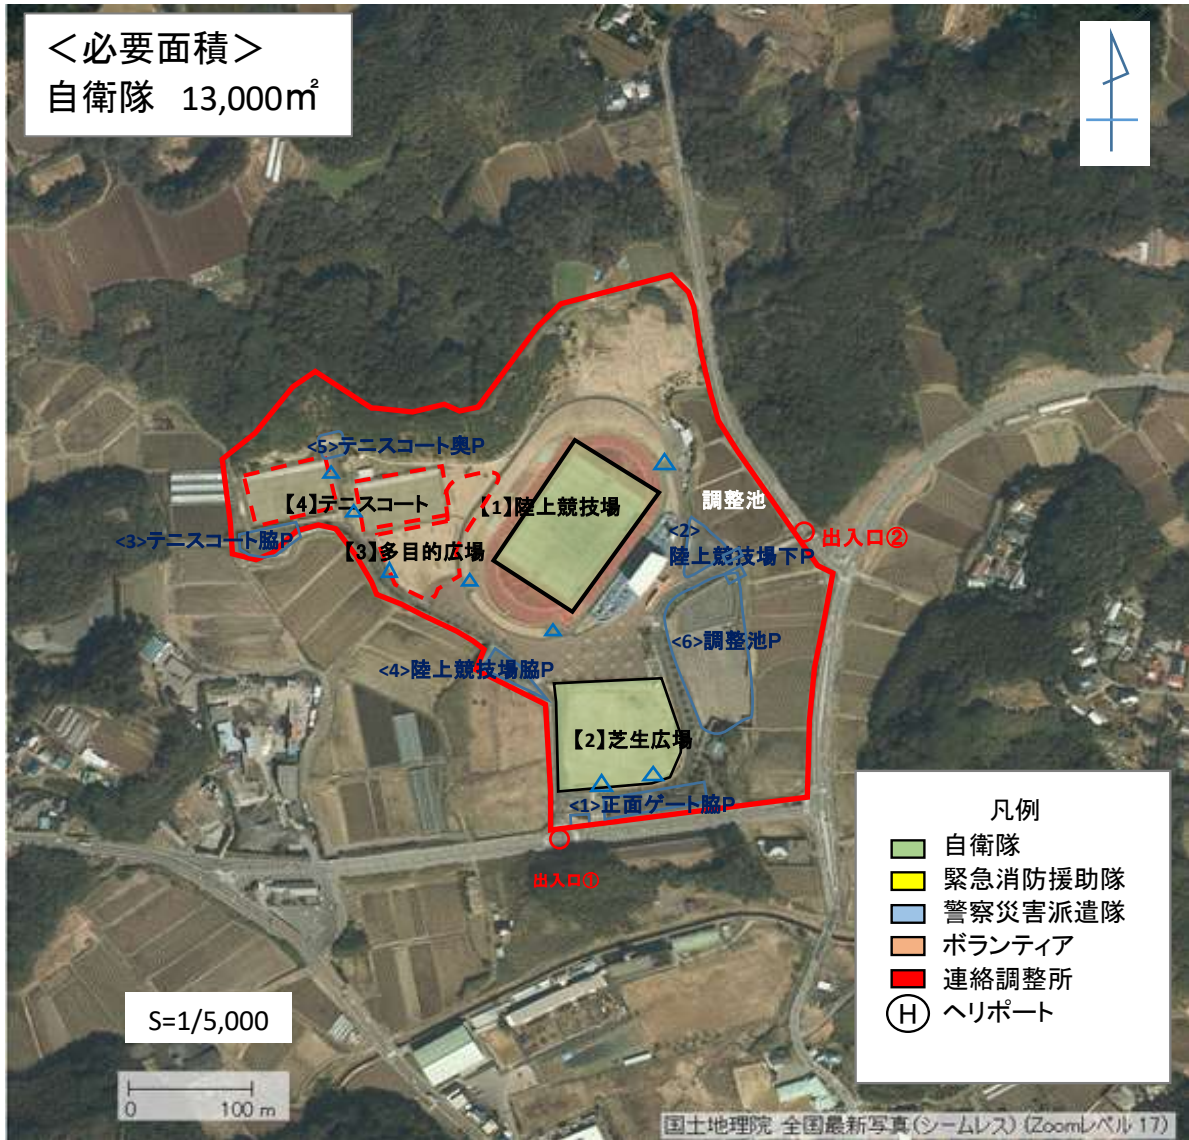 ＜必要面積＞
自衛隊 13,000㎡
<5>テニスコート奥P
【4】テニスコート
【1】陸上競技場
調整池
<3>テニスコート脇P
【3】多目的広場
<2>
陸上競技場下P
出入口②
<6>調整池P
<4>陸上競技場脇P
【2】芝生広場
<1>正面ゲート脇P
出入口①
凡例
自衛隊
緊急消防援助隊
警察災害派遣隊
ボランティア
連絡調整所
H ヘリポート
S=1/5,000
0 100 m
国土地理院 全国最新写真(シームレス) (Zoomレベル 17)